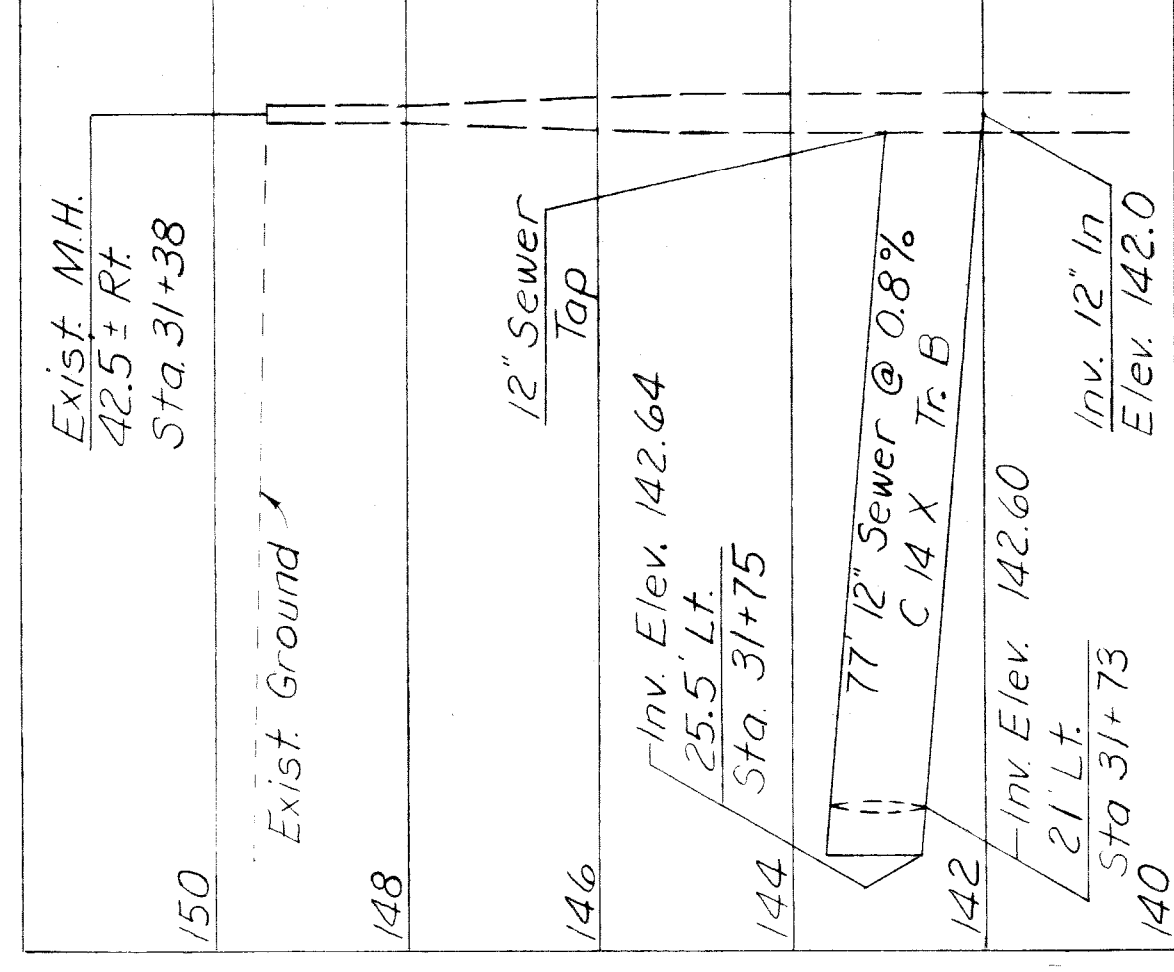 Exist. M.H.
42.5± Rt.
Sta. 31+38
150
Exist. Ground
148
12" Sewer
Tap
146
Inv. Elev. 142.64
25.5' Lt.
Sta. 31+75
144
77' 12" Sewer @ 0.8%
C 14 X Tr. B
142
Inv. Elev. 142.60
21' Lt.
Sta 31+73
Inv. 12" In
Elev. 142.0
140